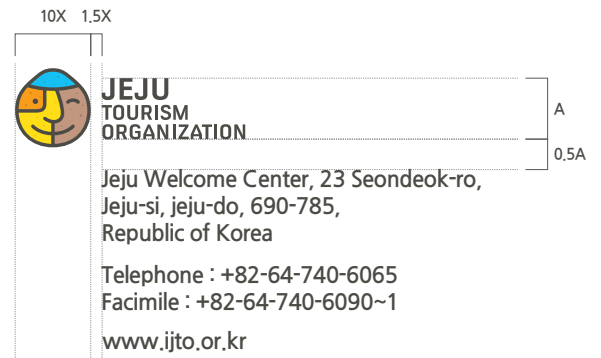 10X 1.5X
JEJU
TOURISM
ORGANIZATION
A
0.5A
Jeju Welcome Center, 23 Seondeok-ro,
Jeju-si, jeju-do, 690-785,
Republic of Korea
Telephone : +82-64-740-6065
Facimile : +82-64-740-6090~1
www.ijto.or.kr